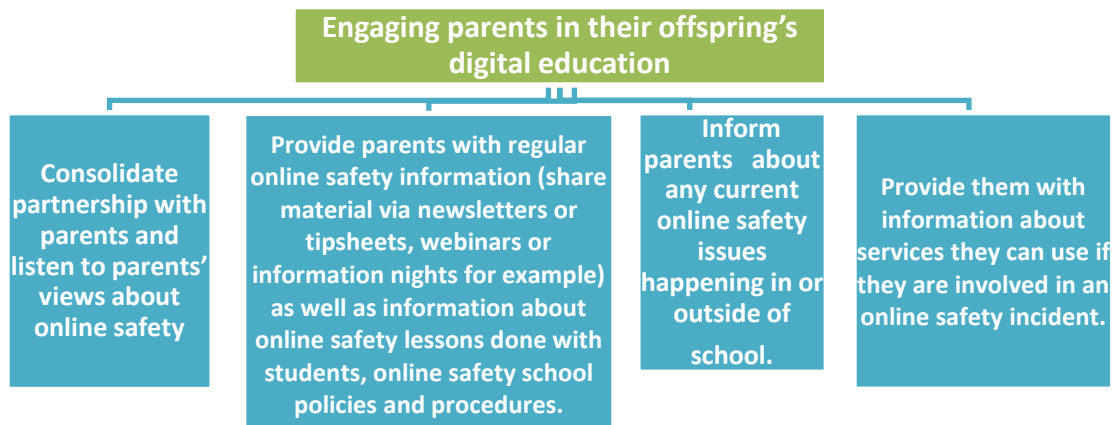 Engaging parents in their offspring’s
digital education
Consolidate
partnership with
parents and
listen to parents’
views about
online safety
Provide parents with regular
online safety information (share
material via newsletters or
tipsheets, webinars or
information nights for example)
as well as information about
online safety lessons done with
students, online safety school
policies and procedures.
Inform
parents about
any current
online safety
issues
happening in or
outside of
school.
Provide them with
information about
services they can use if
they are involved in an
online safety incident.